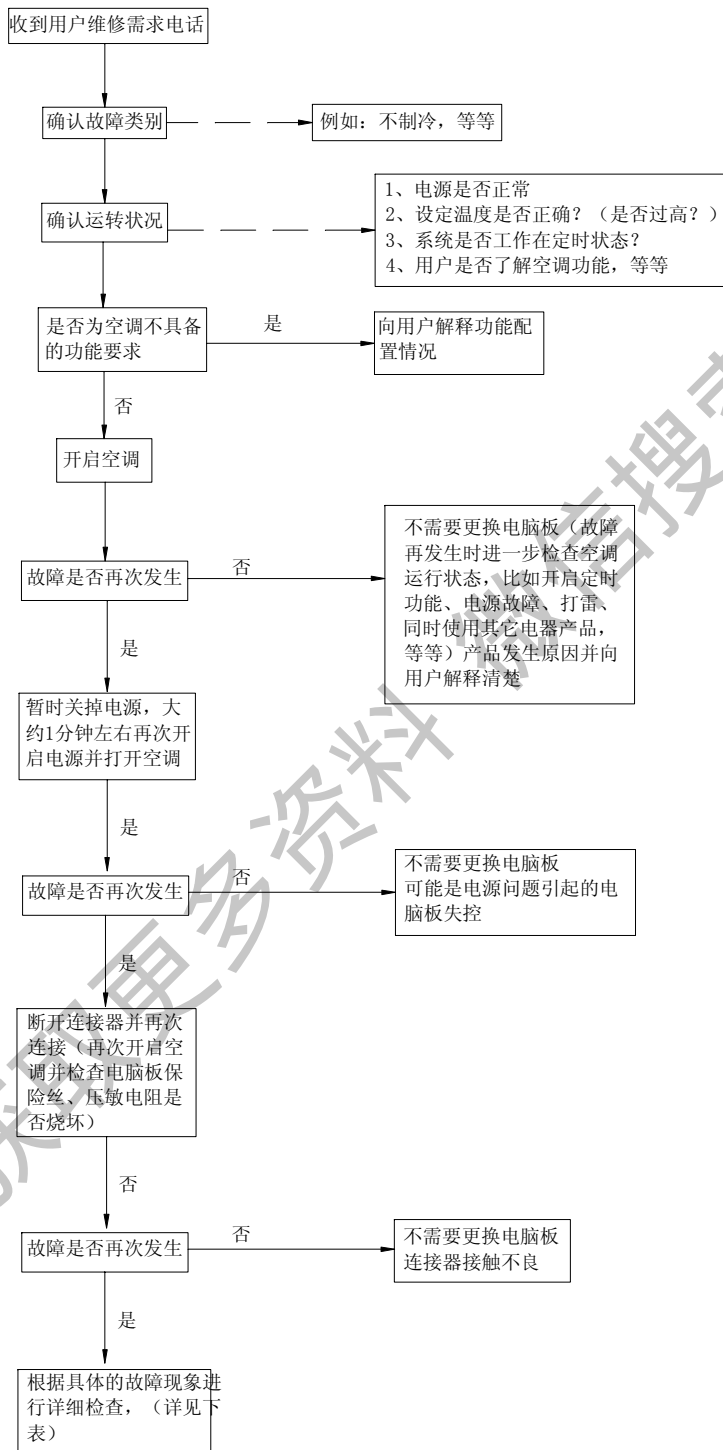 收到用户维修需求电话
确认故障类别
例如：不制冷，等等
确认运转状况
1、电源是否正常
2、设定温度是否正确？（是否过高？）
3、系统是否工作在定时状态？
4、用户是否了解空调功能，等等
是否为空调不具备
的功能要求
是
向用户解释功能配
置情况
否
开启空调
故障是否再次发生
否
不需要更换电脑板（故障
再发生时进一步检查空调
运行状态，比如开启定时
功能、电源故障、打雷、
同时使用其它电器产品，
等等）产品发生原因并向
用户解释清楚
是
暂时关掉电源，大
约1分钟左右再次开
启电源并打开空调
是
故障是否再次发生
否
不需要更换电脑板
可能是电源问题引起的电
脑板失控
是
断开连接器并再次
连接（再次开启空
调并检查电脑板保
险丝、压敏电阻是
否烧坏）
否
故障是否再次发生
否
不需要更换电脑板
连接器接触不良
是
根据具体的故障现象进
行详细检查，（详见下
表）
获取更多资料 微信搜索